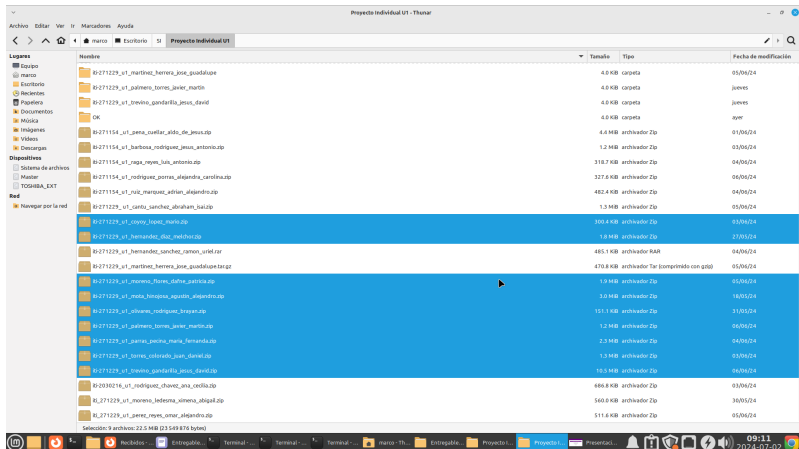 Proyecto Individual U1 - Thunar
Archivo Editar Ver Ir Marcadores Ayuda
marco Escritorio SI Proyecto Individual U1
Lugares
Equipo
marco
Escritorio
Recientes
Papelera
Documentos
Música
Imágenes
Vídeos
Descargas
Dispositivos
Sistema de archivos
Master
TOSHIBA_EXT
Red
Navegar por la red
Nombre Tamaño Tipo Fecha de modificación
iti-271229_u1_martinez_herrera_jose_guadalupe 4.0 KiB carpeta 05/06/24
iti-271229_u1_palmero_torres_javier_martin 4.0 KiB carpeta jueves
iti-271229_u1_trevino_gandarilla_jesus_david 4.0 KiB carpeta jueves
OK 4.0 KiB carpeta ayer
iti-271154_u1_pena_cuellar_aldo_de_jesus.zip 4.4 MiB archivador Zip 01/06/24
iti-271154_u1_barbosa_rodriguez_jesus_antonio.zip 1.2 MiB archivador Zip 03/06/24
iti-271154_u1_raga_reyes_luis_antonio.zip 318.7 KiB archivador Zip 04/06/24
iti-271154_u1_rodriguez_porras_alejandra_carolina.zip 327.6 KiB archivador Zip 06/06/24
iti-271154_u1_ruiz_marquez_adrian_alejandro.zip 482.4 KiB archivador Zip 04/06/24
iti-271229_u1_cantu_sanchez_abraham_isai.zip 1.3 MiB archivador Zip 05/06/24
iti-271229_u1_coyoy_lopez_mario.zip 300.4 KiB archivador Zip 03/06/24
iti-271229_u1_hernandez_diaz_melchor.zip 1.8 MiB archivador Zip 27/05/24
iti-271229_u1_hernandez_sanchez_ramon_uriel.rar 485.1 KiB archivador RAR 04/06/24
iti-271229_u1_martinez_herrera_jose_guadalupe.tar.gz 470.8 KiB archivador Tar (comprimido con gzip) 05/06/24
iti-271229_u1_moreno_flores_dafne_patricia.zip 1.9 MiB archivador Zip 05/06/24
iti-271229_u1_mota_hinojosa_agustin_alejandro.zip 3.0 MiB archivador Zip 18/05/24
iti-271229_u1_olivares_rodriguez_brayan.zip 151.1 KiB archivador Zip 31/05/24
iti-271229_u1_palmero_torres_javier_martin.zip 1.2 MiB archivador Zip 06/06/24
iti-271229_u1_parras_pecina_maria_fernanda.zip 2.3 MiB archivador Zip 04/06/24
iti-271229_u1_torres_colorado_juan_daniel.zip 1.3 MiB archivador Zip 03/06/24
iti-271229_u1_trevino_gandarilla_jesus_david.zip 10.5 MiB archivador Zip 06/06/24
iti-2030216_u1_rodriguez_chavez_ana_cecilia.zip 686.8 KiB archivador Zip 03/06/24
iti_271229_u1_moreno_ledesma_ximena_abigail.zip 560.0 KiB archivador Zip 30/05/24
iti_271229_u1_perez_reyes_omar_alejandro.zip 511.6 KiB archivador Zip 05/06/24
Selección: 9 archivos: 22.5 MiB (23 549 876 bytes)
Recibidos - ... Entregable... Terminal - ... Terminal - ... Terminal - ... marco - Th... Entregable... Proyecto I... Proyecto I... Presentaci... 09:11
2024-07-02